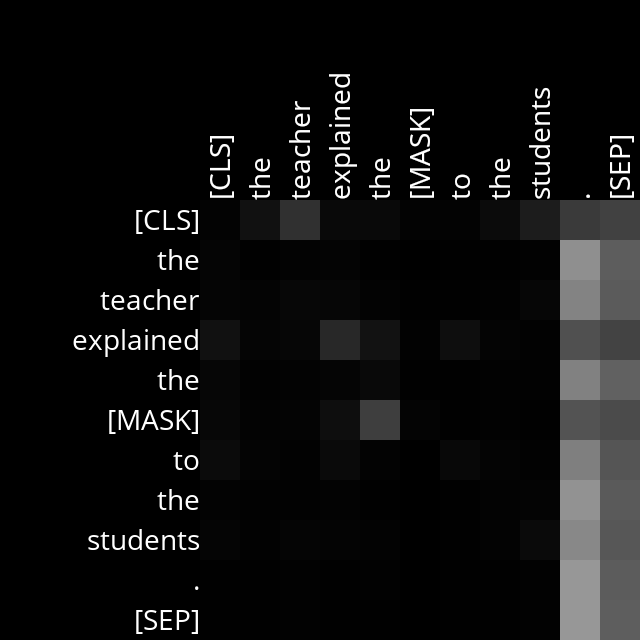 [CLS] the teacher explained the [MASK] to the students . [SEP]
[CLS]
the
teacher
explained
the
[MASK]
to
the
students
.
[SEP]